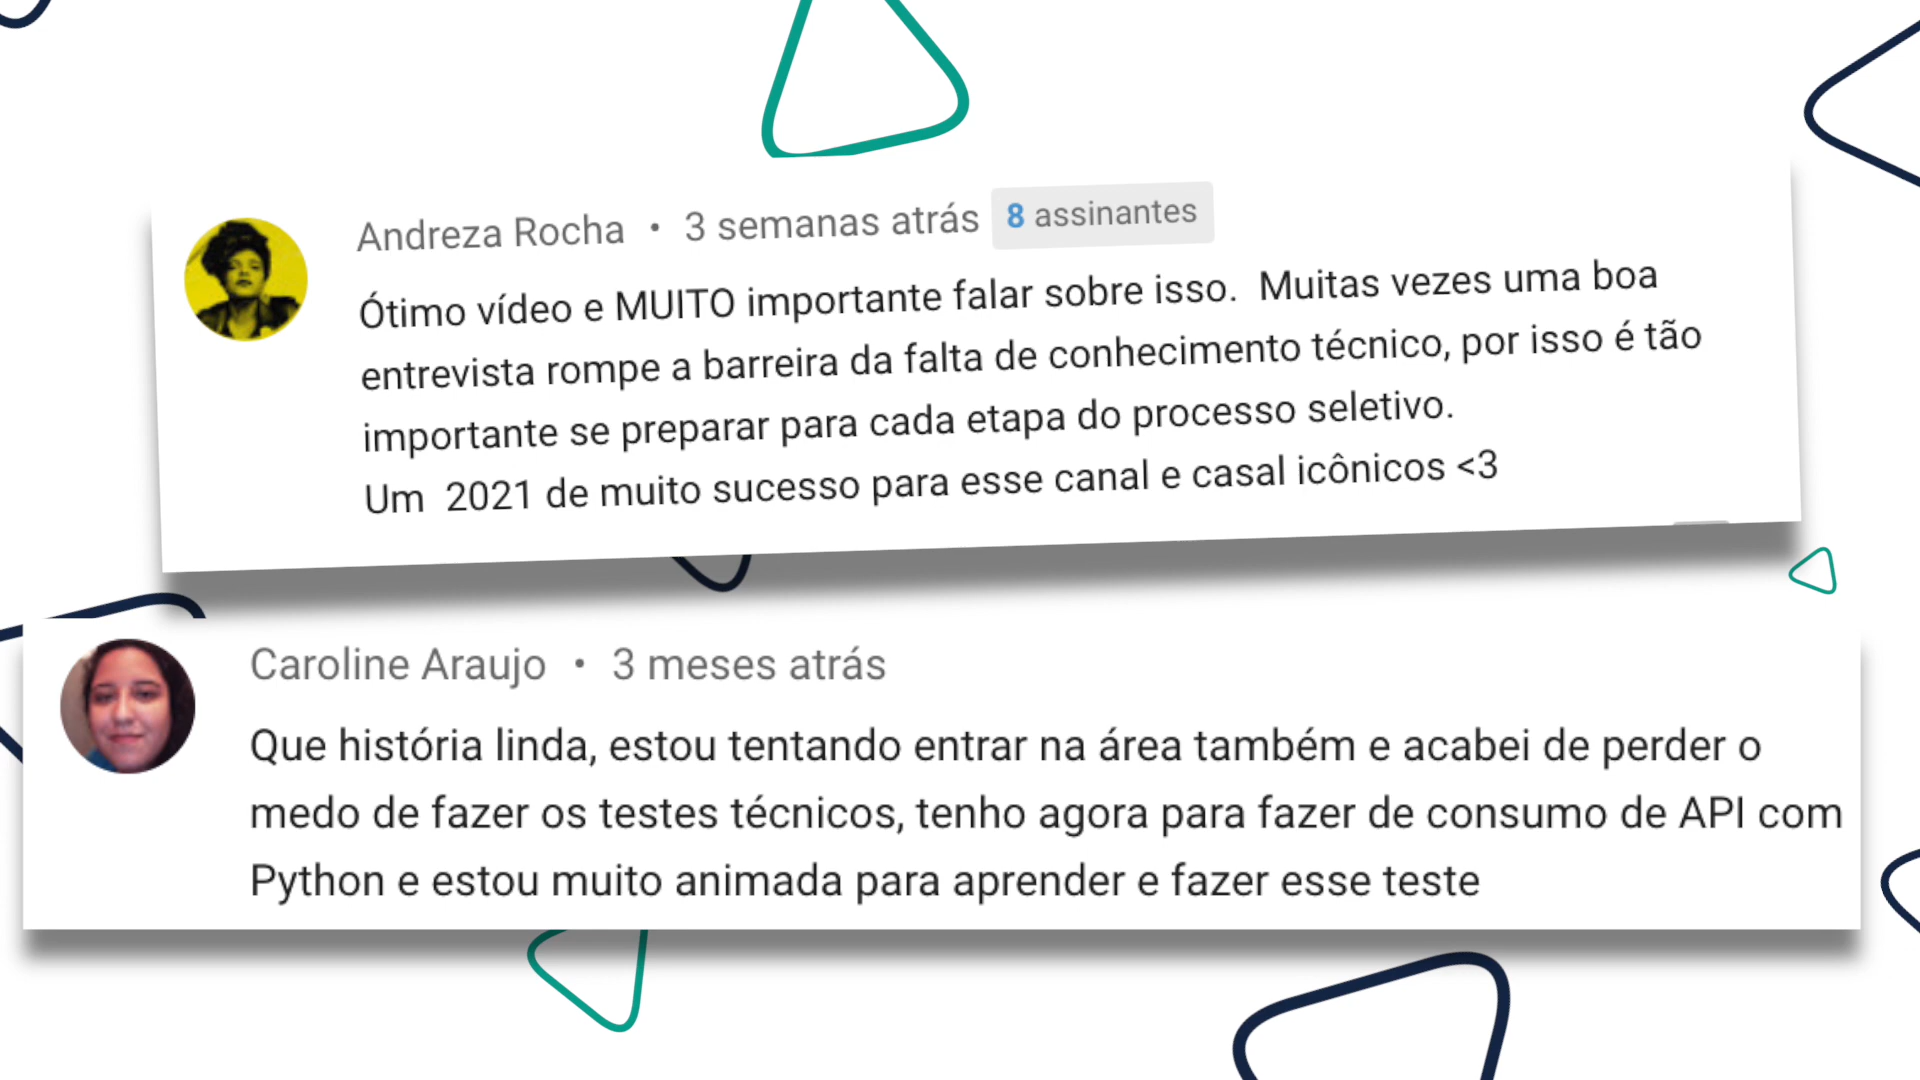 Andreza Rocha • 3 semanas atrás 8 assinantes
Ótimo vídeo e MUITO importante falar sobre isso.  Muitas vezes uma boa
entrevista rompe a barreira da falta de conhecimento técnico, por isso é tão
importante se preparar para cada etapa do processo seletivo.
Um  2021 de muito sucesso para esse canal e casal icônicos <3
Caroline Araujo • 3 meses atrás
Que história linda, estou tentando entrar na área também e acabei de perder o
medo de fazer os testes técnicos, tenho agora para fazer de consumo de API com
Python e estou muito animada para aprender e fazer esse teste